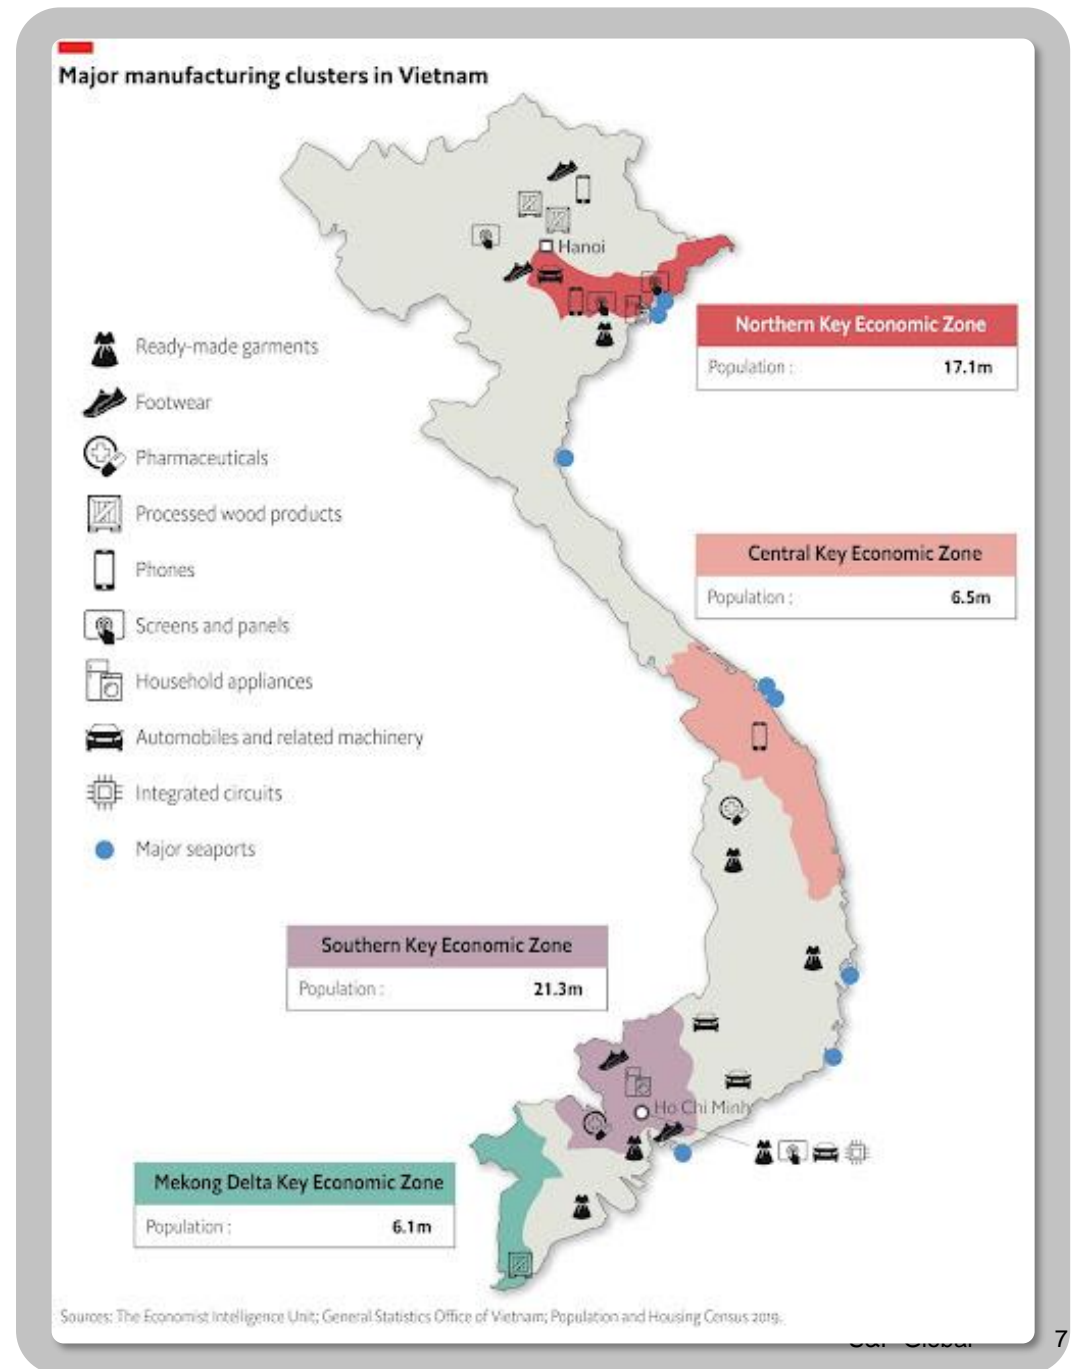 Major manufacturing clusters in Vietnam
Hanoi
Northern Key Economic Zone
Population : 17.1m
Ready-made garments
Footwear
Pharmaceuticals
Processed wood products
Phones
Screens and panels
Household appliances
Automobiles and related machinery
Integrated circuits
Major seaports
Central Key Economic Zone
Population : 6.5m
Southern Key Economic Zone
Population : 21.3m
Ho Chi Minh
Mekong Delta Key Economic Zone
Population : 6.1m
Sources: The Economist Intelligence Unit; General Statistics Office of Vietnam; Population and Housing Census 2019.
7